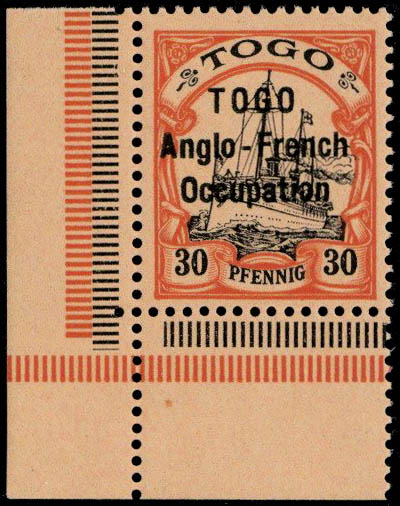 TOGO
TOGO
Anglo-French
Occupation
30 PFENNIG 30